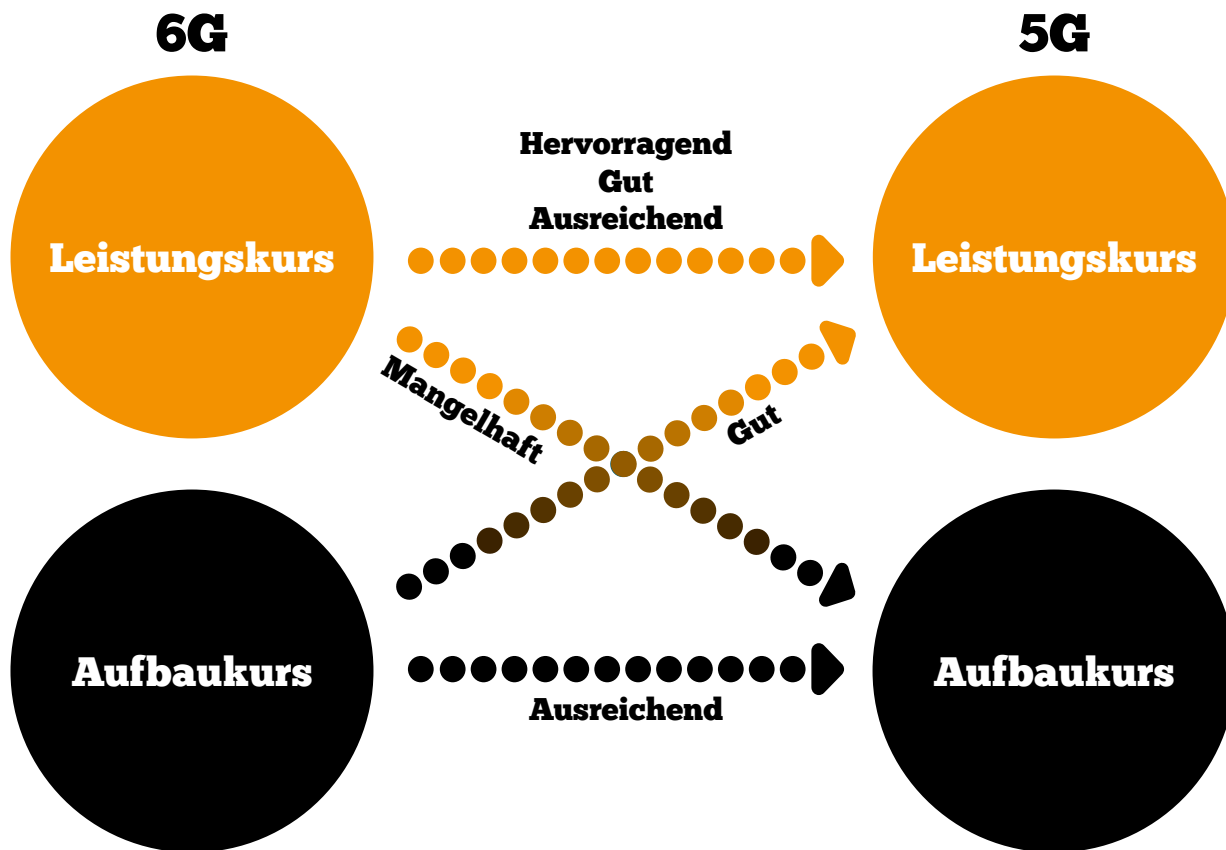 6G
5G
Hervorragend
Gut
Ausreichend
Leistungskurs
Leistungskurs
Mangelhaft
Gut
Aufbaukurs
Aufbaukurs
Ausreichend